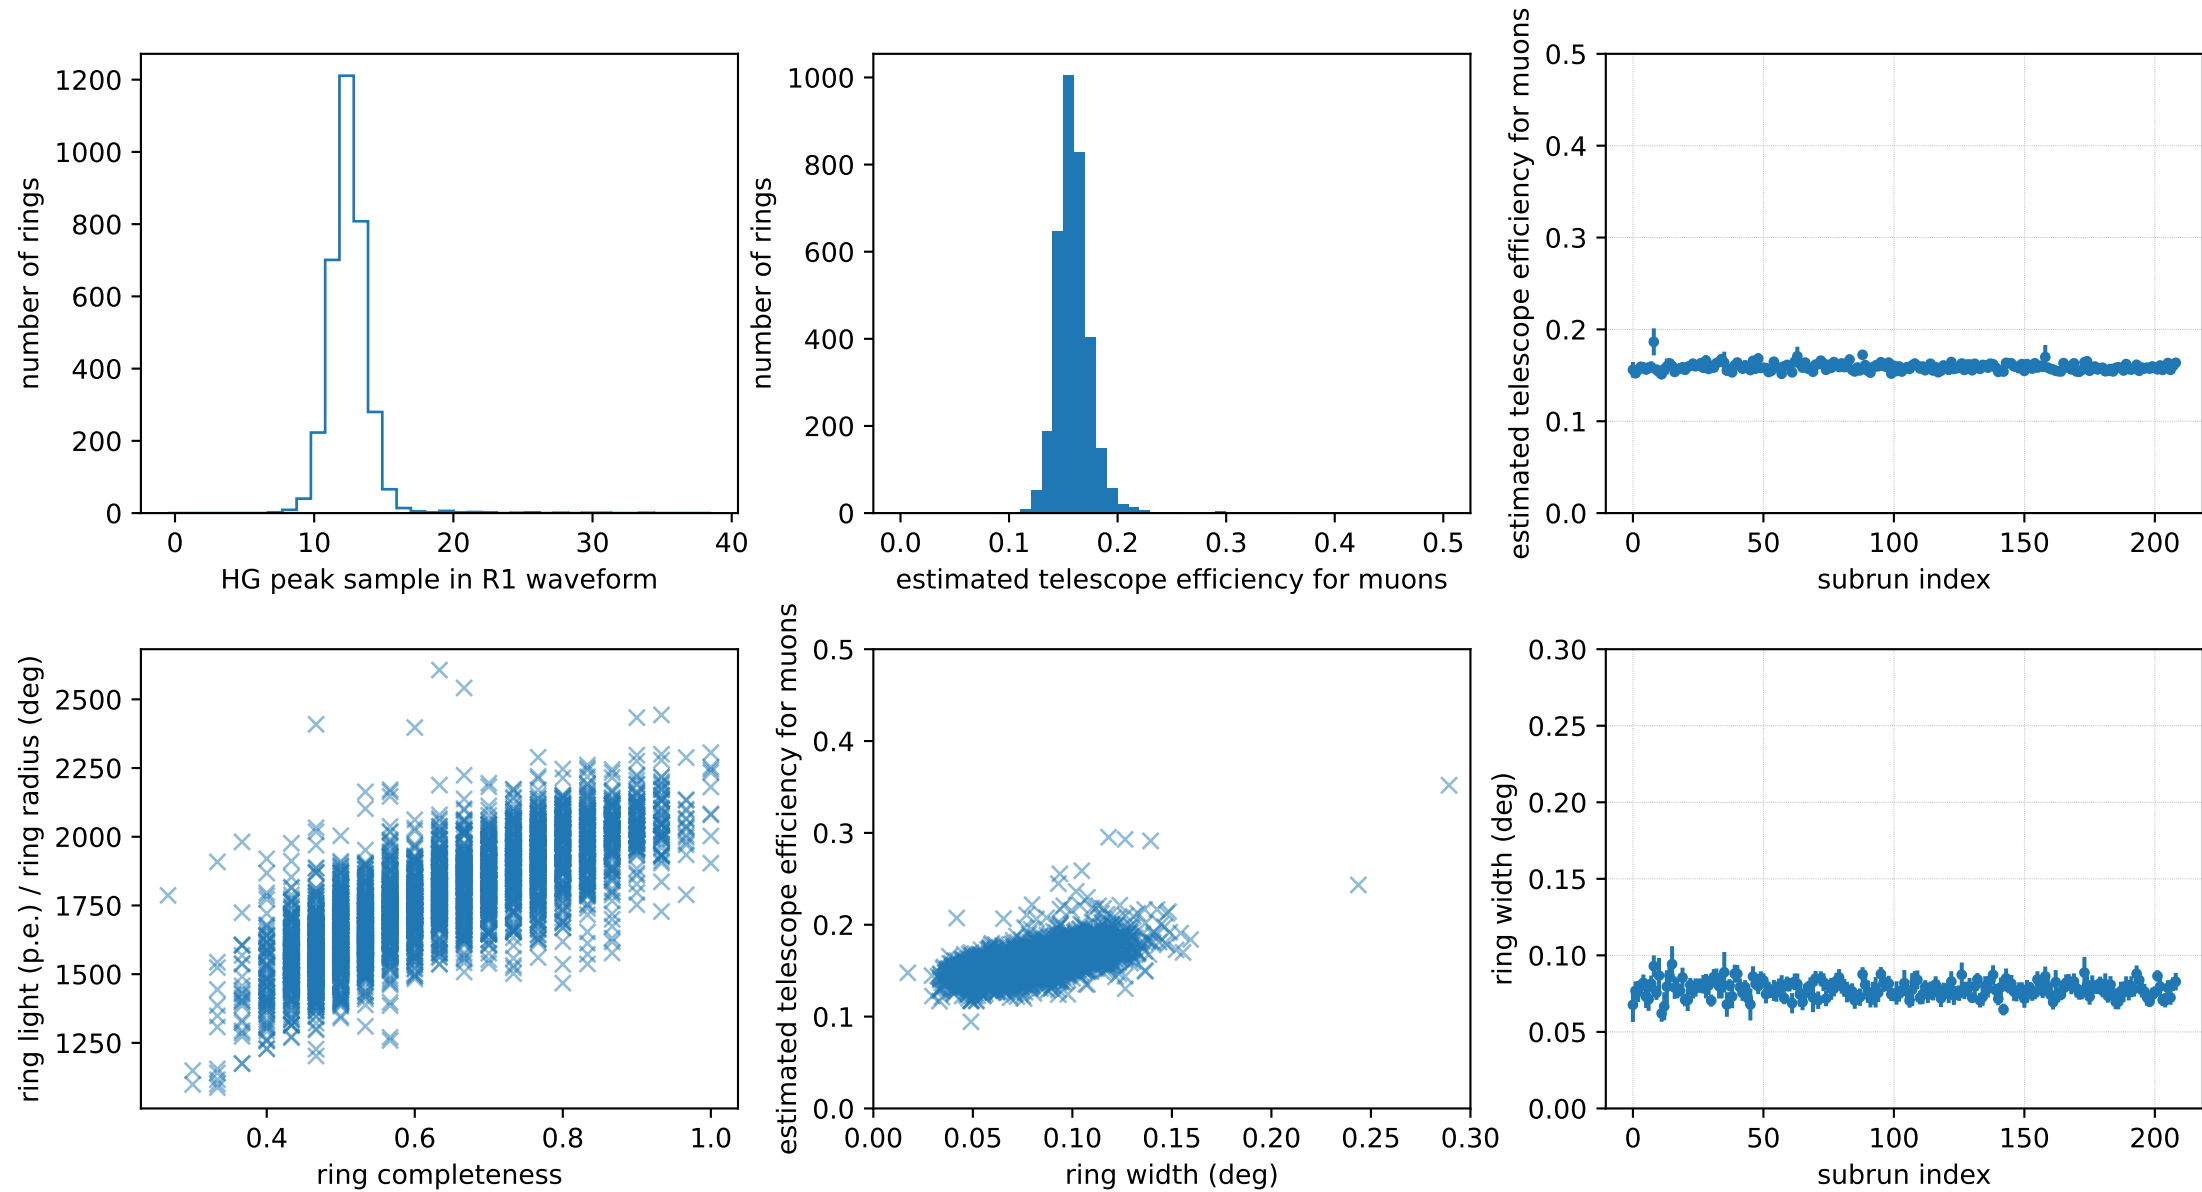 1200
1000
800
600
400
200
0
number of rings
0 10 20 30 40
HG peak sample in R1 waveform
1000
800
600
400
200
0
number of rings
0.0 0.1 0.2 0.3 0.4 0.5
estimated telescope efficiency for muons
0.5
0.4
0.3
0.2
0.1
0.0
estimated telescope efficiency for muons
0 50 100 150 200
subrun index
2500
2250
2000
1750
1500
1250
ring light (p.e.) / ring radius (deg)
0.4 0.6 0.8 1.0
ring completeness
0.5
0.4
0.3
0.2
0.1
0.0
estimated telescope efficiency for muons
0.00 0.05 0.10 0.15 0.20 0.25 0.30
ring width (deg)
0.30
0.25
0.20
0.15
0.10
0.05
0.00
ring width (deg)
0 50 100 150 200
subrun index